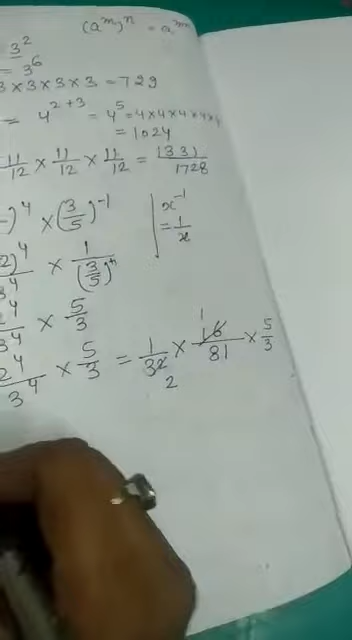 (a^m)^n = a^mn
3^2
= 3^6
3 × 3 × 3 × 3 = 729
= 4^2+3 = 4^5 = 4×4×4×4×4
= 1024
11/12 × 11/12 × 11/12 = 1331/1728
)^4 × (3/5)^-1 | x^-1
= 1/x
2)^4/3^4 × 1/(3/5)
2^4/3^4 × 5/3
2^4/3^4 × 5/3 = 1/32 × 16/81 × 5/3
1
2